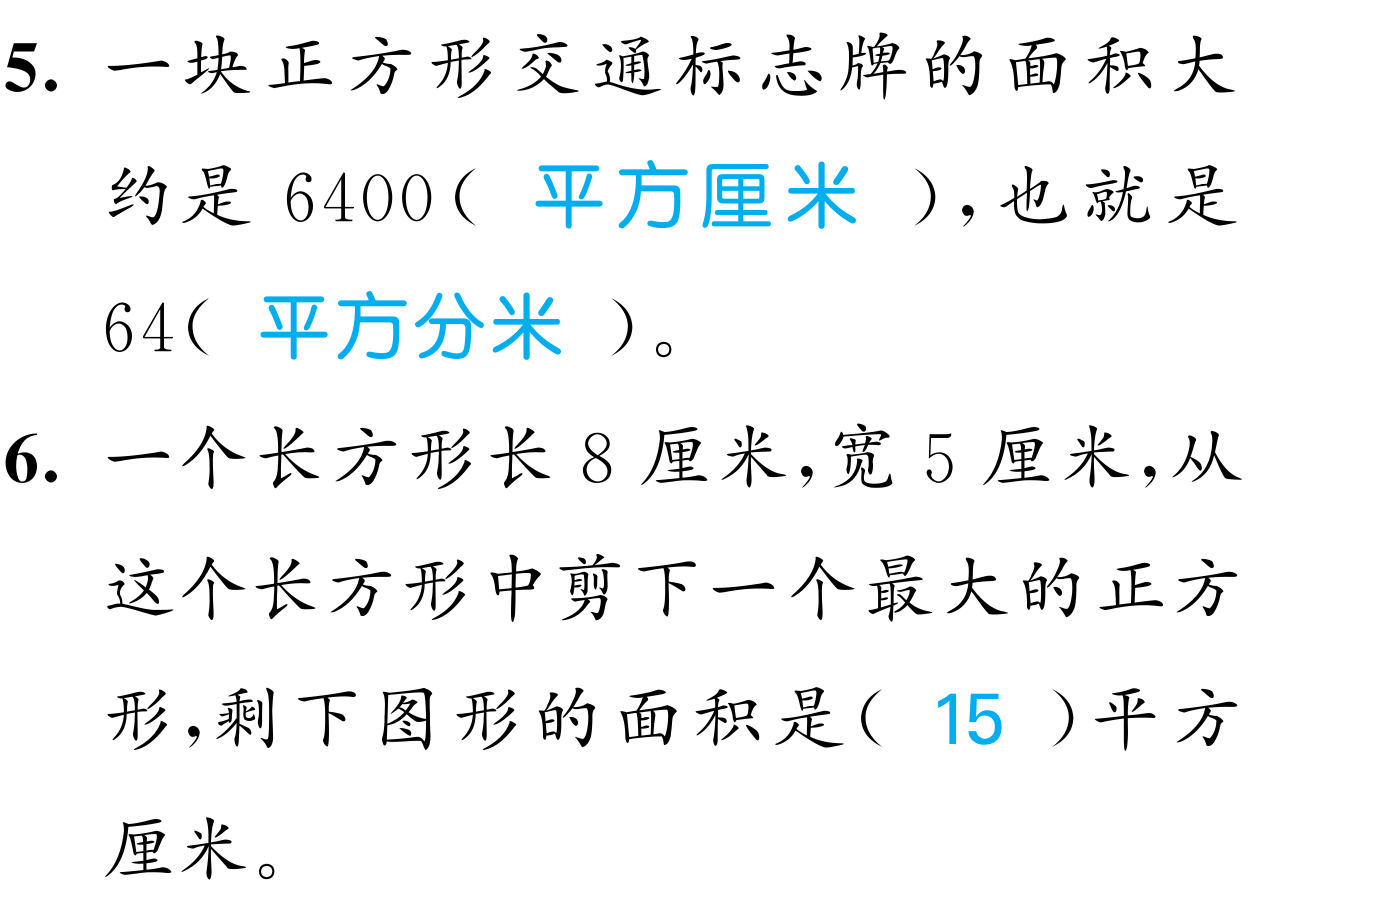 5. 一块正方形交通标志牌的面积大
约是 6400( 平方厘米 ),也就是
64( 平方分米 )。
6. 一个长方形长 8 厘米,宽 5 厘米,从
这个长方形中剪下一个最大的正方
形,剩下图形的面积是( 15 )平方
厘米。